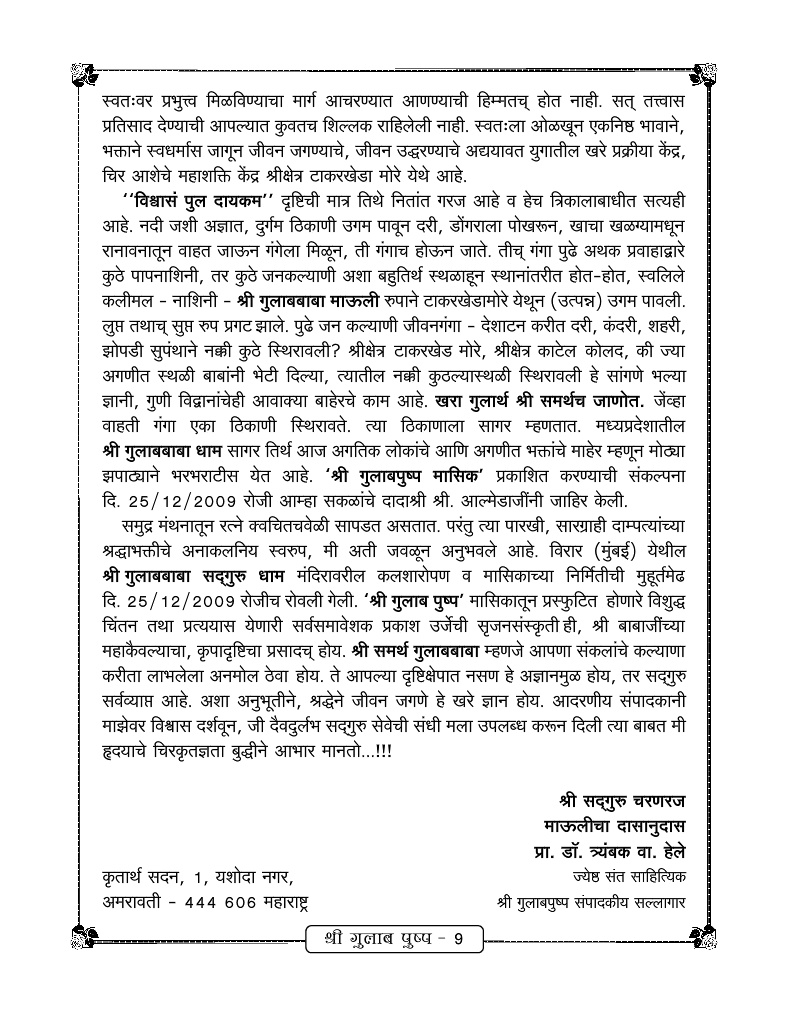 स्वतःवर प्रभुत्त्व मिळविण्याचा मार्ग आचरण्यात आणण्याची हिम्मतच् होत नाही. सत् तत्त्वास
प्रतिसाद देण्याची आपल्यात कुवतच शिल्लक राहिलेली नाही. स्वतःला ओळखून एकनिष्ठ भावाने,
भक्ताने स्वधर्मास जागून जीवन जगण्याचे, जीवन उद्धरण्याचे अद्ययावत युगातील खरे प्रक्रीया केंद्र,
चिर आशेचे महाशक्ति केंद्र श्रीक्षेत्र टाकरखेडा मोरे येथे आहे.
‘‘विश्वासं पुल दायकम’’ दृष्टिची मात्र तिथे नितांत गरज आहे व हेच त्रिकालाबाधीत सत्यही
आहे. नदी जशी अज्ञात, दुर्गम ठिकाणी उगम पावून दरी, डोंगराला पोखरून, खाचा खळग्यामधून
रानावनातून वाहत जाऊन गंगेला मिळून, ती गंगाच होऊन जाते. तीच् गंगा पुढे अथक प्रवाहाद्वारे
कुठे पापनाशिनी, तर कुठे जनकल्याणी अशा बहुतिर्थ स्थळाहून स्थानांतरीत होत-होत, स्वलिले
कलीमल - नाशिनी - श्री गुलाबबाबा माऊली रुपाने टाकरखेडामोरे येथून (उत्पन्न) उगम पावली.
लुप्त तथाच् सुप्त रुप प्रगट झाले. पुढे जन कल्याणी जीवनगंगा - देशाटन करीत दरी, कंदरी, शहरी,
झोपडी सुपंथाने नक्की कुठे स्थिरावली? श्रीक्षेत्र टाकरखेड मोरे, श्रीक्षेत्र काटेल कोलद, की ज्या
अगणीत स्थळी बाबांनी भेटी दिल्या, त्यातील नक्की कुठल्यास्थळी स्थिरावली हे सांगणे भल्या
ज्ञानी, गुणी विद्वानांचेही आवाक्या बाहेरचे काम आहे. खरा गुलार्थ श्री समर्थच जाणोत. जेंव्हा
वाहती गंगा एका ठिकाणी स्थिरावते. त्या ठिकाणाला सागर म्हणतात. मध्यप्रदेशातील
श्री गुलाबबाबा धाम सागर तिर्थ आज अगतिक लोकांचे आणि अगणीत भक्तांचे माहेर म्हणून मोठ्या
झपाट्याने भरभराटीस येत आहे. ‘श्री गुलाबपुष्प मासिक’ प्रकाशित करण्याची संकल्पना
दि. 25/12/2009 रोजी आम्हा सकळांचे दादाश्री श्री. आल्मेडाजींनी जाहिर केली.
समुद्र मंथनातून रत्ने क्वचितचवेळी सापडत असतात. परंतु त्या पारखी, सारग्राही दाम्पत्यांच्या
श्रद्धाभक्तीचे अनाकलनिय स्वरुप, मी अती जवळून अनुभवले आहे. विरार (मुंबई) येथील
श्री गुलाबबाबा सद्‌गुरु धाम मंदिरावरील कलशारोपण व मासिकाच्या निर्मितीची मुहूर्तमेढ
दि. 25/12/2009 रोजीच रोवली गेली. ‘श्री गुलाब पुष्प’ मासिकातून प्रस्फुटित होणारे विशुद्ध
चिंतन तथा प्रत्ययास येणारी सर्वसमावेशक प्रकाश उर्जेची सृजनसंस्कृती ही, श्री बाबाजींच्या
महाकैवल्याचा, कृपादृष्टिचा प्रसादच् होय. श्री समर्थ गुलाबबाबा म्हणजे आपणा संकलांचे कल्याणा
करीता लाभलेला अनमोल ठेवा होय. ते आपल्या दृष्टिक्षेपात नसण हे अज्ञानमुळ होय, तर सद्‌गुरु
सर्वव्याप्त आहे. अशा अनुभूतीने, श्रद्धेने जीवन जगणे हे खरे ज्ञान होय. आदरणीय संपादकानी
माझेवर विश्वास दर्शवून, जी दैवदुर्लभ सद्‌गुरु सेवेची संधी मला उपलब्ध करून दिली त्या बाबत मी
हृदयाचे चिरकृतज्ञता बुद्धीने आभार मानतो...!!!
श्री सद्‌गुरु चरणरज
माऊलीचा दासानुदास
प्रा. डॉ. त्र्यंबक वा. हेले
कृतार्थ सदन, 1, यशोदा नगर,
ज्येष्ठ संत साहित्यिक
अमरावती - 444 606 महाराष्ट्र
श्री गुलाबपुष्प संपादकीय सल्लागार
श्री गुलाब पुष्प - 9